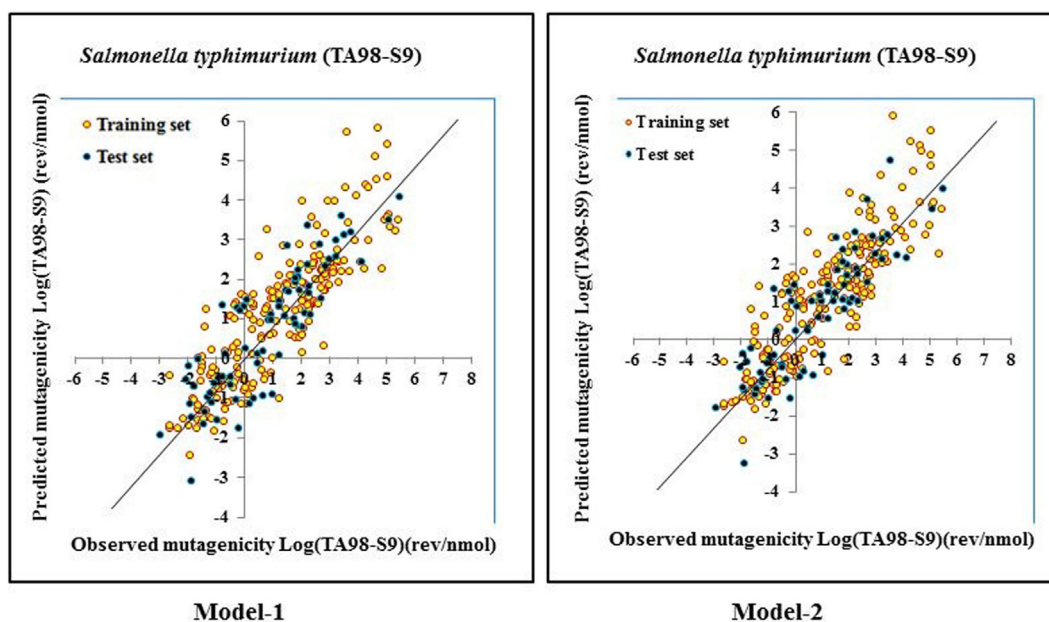 Salmonella typhimurium (TA98-S9)
Predicted mutagenicity Log(TA98-S9) (rev/nmol)
Training set
Test set
6
5
4
3
2
1
0
-1
-2
-3
-4
-6 -5 -4 -3 -2 -1 0 1 2 3 4 5 6 7 8
Observed mutagenicity Log(TA98-S9)(rev/nmol)
Model-1
Salmonella typhimurium (TA98-S9)
Predicted mutagenicity Log(TA98-S9) (rev/nmol)
Training set
Test set
6
5
4
3
2
1
0
-1
-2
-3
-4
-6 -5 -4 -3 -2 -1 0 1 2 3 4 5 6 7 8
Observed mutagenicity Log(TA98-S9)(rev/nmol)
Model-2